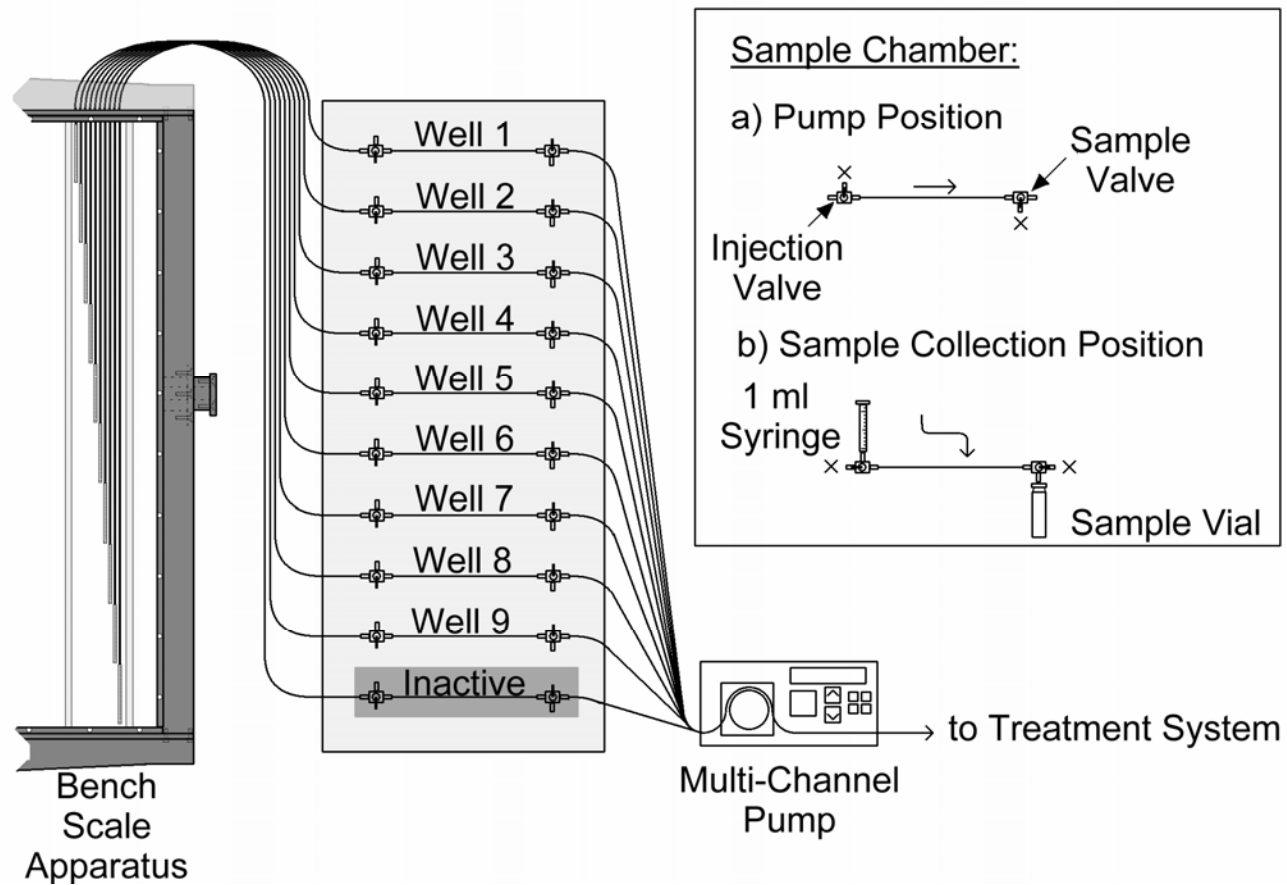 Well 1
Well 2
Well 3
Well 4
Well 5
Well 6
Well 7
Well 8
Well 9
Inactive
Bench
Scale
Apparatus
Multi-Channel
Pump
to Treatment System
Sample Chamber:
a) Pump Position
Sample
Valve
Injection
Valve
b) Sample Collection Position
1 ml
Syringe
Sample Vial